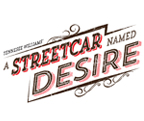 TENNESSEE WILLIAMS'
A STREETCAR NAMED
DESIRE